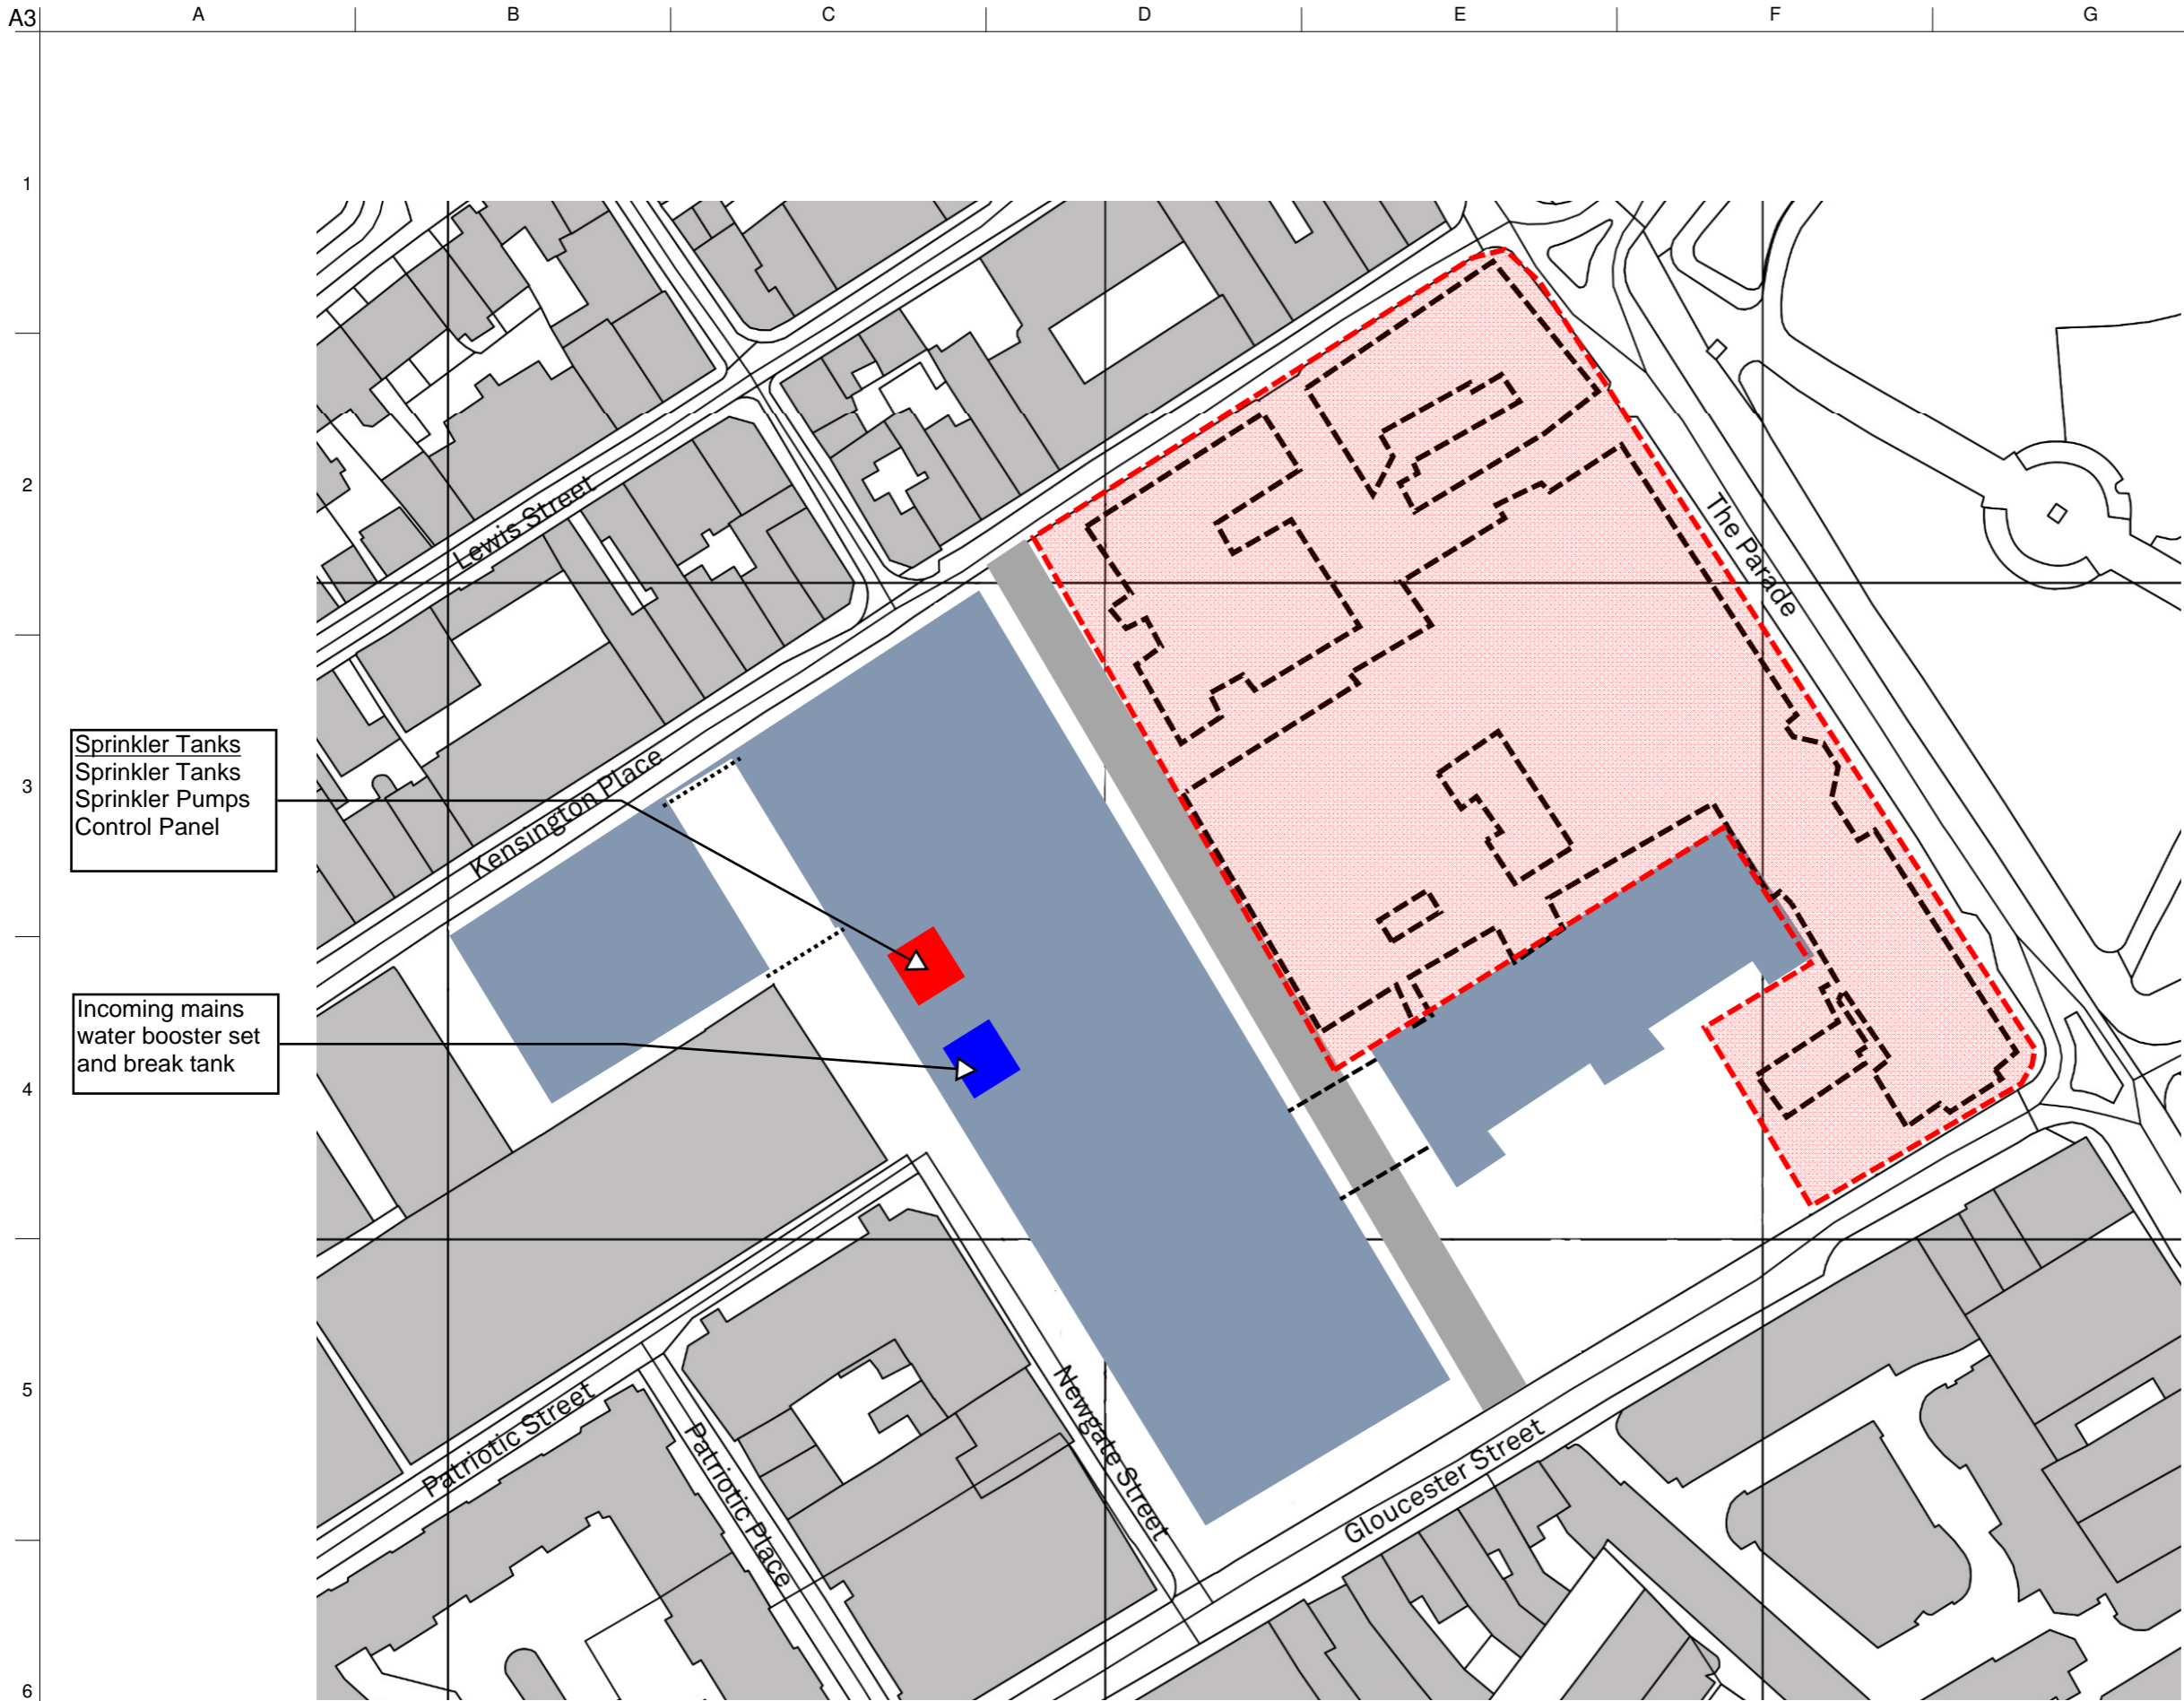 A3
A
B
C
D
E
F
G
1
2
3
4
5
6
Lewis Street
The Parade
Kensington Place
Sprinkler Tanks
Sprinkler Tanks
Sprinkler Pumps
Control Panel
Incoming mains
water booster set
and break tank
Patriotic Street
Patriotic Place
Newgate Street
Gloucester Street